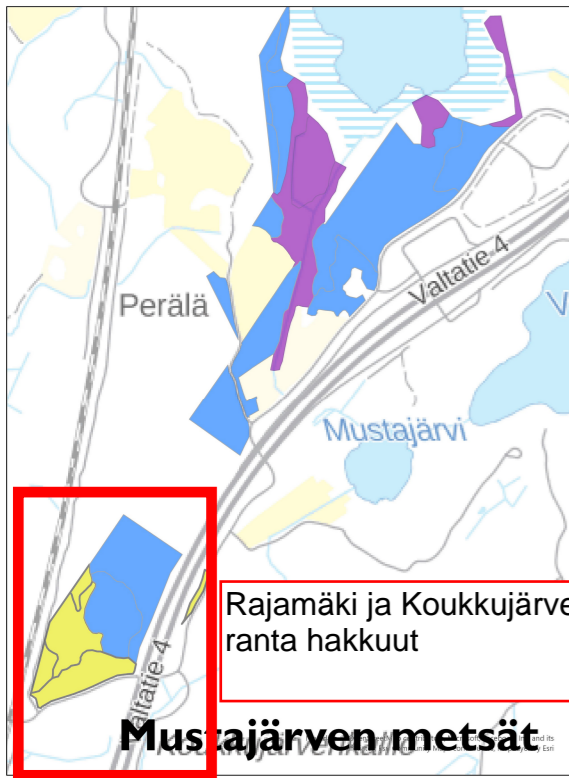 Perälä
Valtatie 4
V
Mustajärvi
Rajamäki ja Koukkujärve
ranta hakkuut
Valtatie 4
Mustajärven metsät